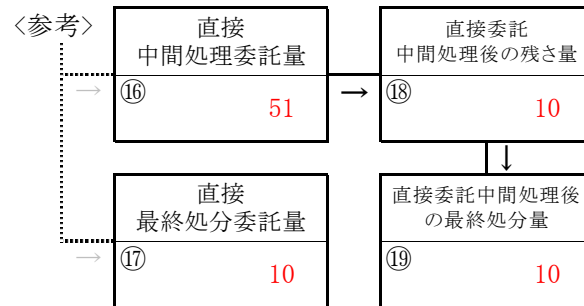 〈参考〉
直接
中間処理委託量
→
⑯
51
→
直接委託
中間処理後の残さ量
⑱
10
↓
直接
最終処分委託量
→
⑰
10
直接委託中間処理後
の最終処分量
⑲
10